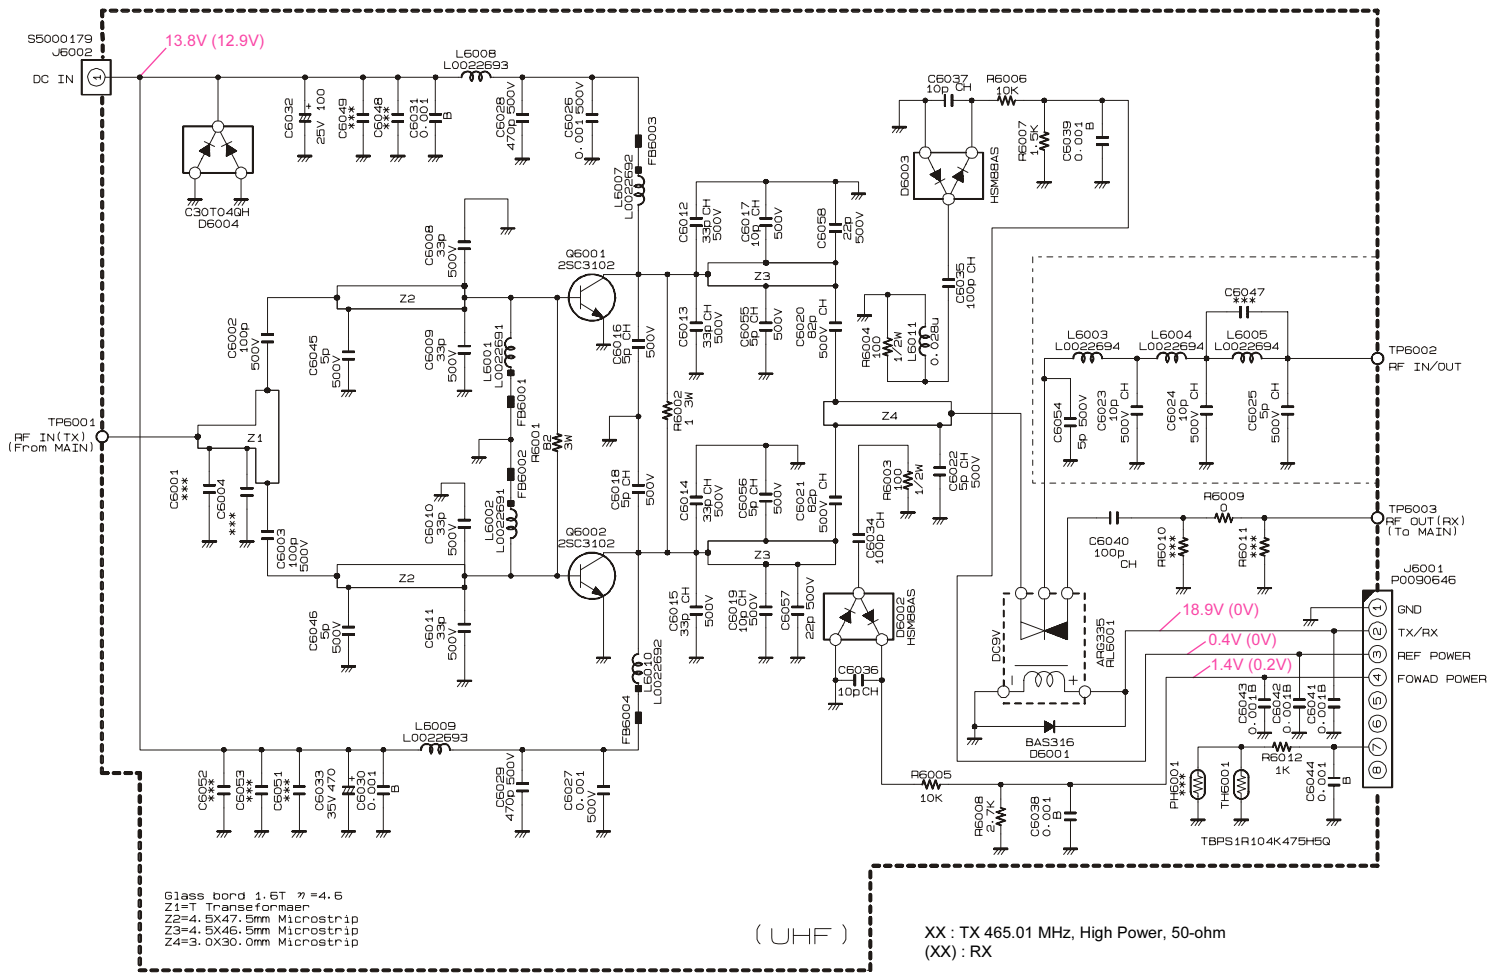 S5000179
J6002
DC IN
1
13.8V (12.9V)
C30T04QH
D6004
C6032
25V 100
C6049
***
C6048
***
C6031
0.001
B
L6008
L0022693
C6028
470p 500V
C6026
0.001 500V
FB6003
L6007
L0022692
C6037
10p CH
R6006
10K
R6007
1.5K
C6039
0.001
B
D6003
HSM88AS
C6012
33p CH
500V
C6017
10p CH
500V
C6058
22p
500V
C6008
33p
500V
Q6001
2SC3102
Z2
Z3
C6035
100p CH
C6002
100p
500V
C6045
5p
500V
C6009
33p
500V
L6001
L0022691
FB6001
C6016
5p CH
500V
C6013
33p CH
500V
C6055
5p CH
500V
C6020
82p
500V CH
R6004
100
1/2W
L6011
0.028u
C6047
***
L6003
L0022694
L6004
L0022694
L6005
L0022694
TP6002
RF IN/OUT
C6054
5p 500V
C6023
10p
500V CH
C6024
10p
500V CH
C6025
5p
500V CH
TP6001
RF IN(TX)
(From MAIN)
Z1
C6001
***
C6004
***
C6003
100p
500V
R6001
82
3W
R6002
1 3W
Z4
FB6002
L6002
L0022691
C6010
33p
500V
C6018
5p CH
500V
C6014
33p CH
500V
C6056
5p CH
500V
C6021
82p
500V CH
R6003
100
1/2W
C6022
5p CH
500V
C6034
100p CH
Q6002
2SC3102
Z2
Z3
C6046
5p
500V
C6011
33p
500V
C6015
33p CH
500V
C6019
10p CH
500V
C6057
22p 500V
D6002
HSM88AS
C6036
10pCH
L6010
L0022692
FB6004
R6009
0
C6040
100p
CH
R6010
***
R6011
***
TP6003
RF OUT(RX)
(To MAIN)
J6001
P0090646
18.9V (0V)
0.4V (0V)
1.4V (0.2V)
1
GND
2
TX/RX
3
REF POWER
4
FOWAD POWER
5
6
7
8
DC9V
ARG335
RL6001
BAS316
D6001
C6043
0.001B
C6042
0.001B
C6041
0.001B
R6012
1K
PH6001
***
TH6001
C6044
0.001
B
TBPS1R104K475H5Q
R6005
10K
R6008
2.7K
C6038
0.001
B
L6009
L0022693
C6052
***
C6053
***
C6051
***
C6033
35V 470
C6030
0.001
B
C6029
470p 500V
C6027
0.001
500V
Glass bord 1.6T η=4.6
Z1=T Transeformaer
Z2=4.5X47.5mm Microstrip
Z3=4.5X46.5mm Microstrip
Z4=3.0X30.0mm Microstrip
(UHF)
XX : TX 465.01 MHz, High Power, 50-ohm
(XX) : RX